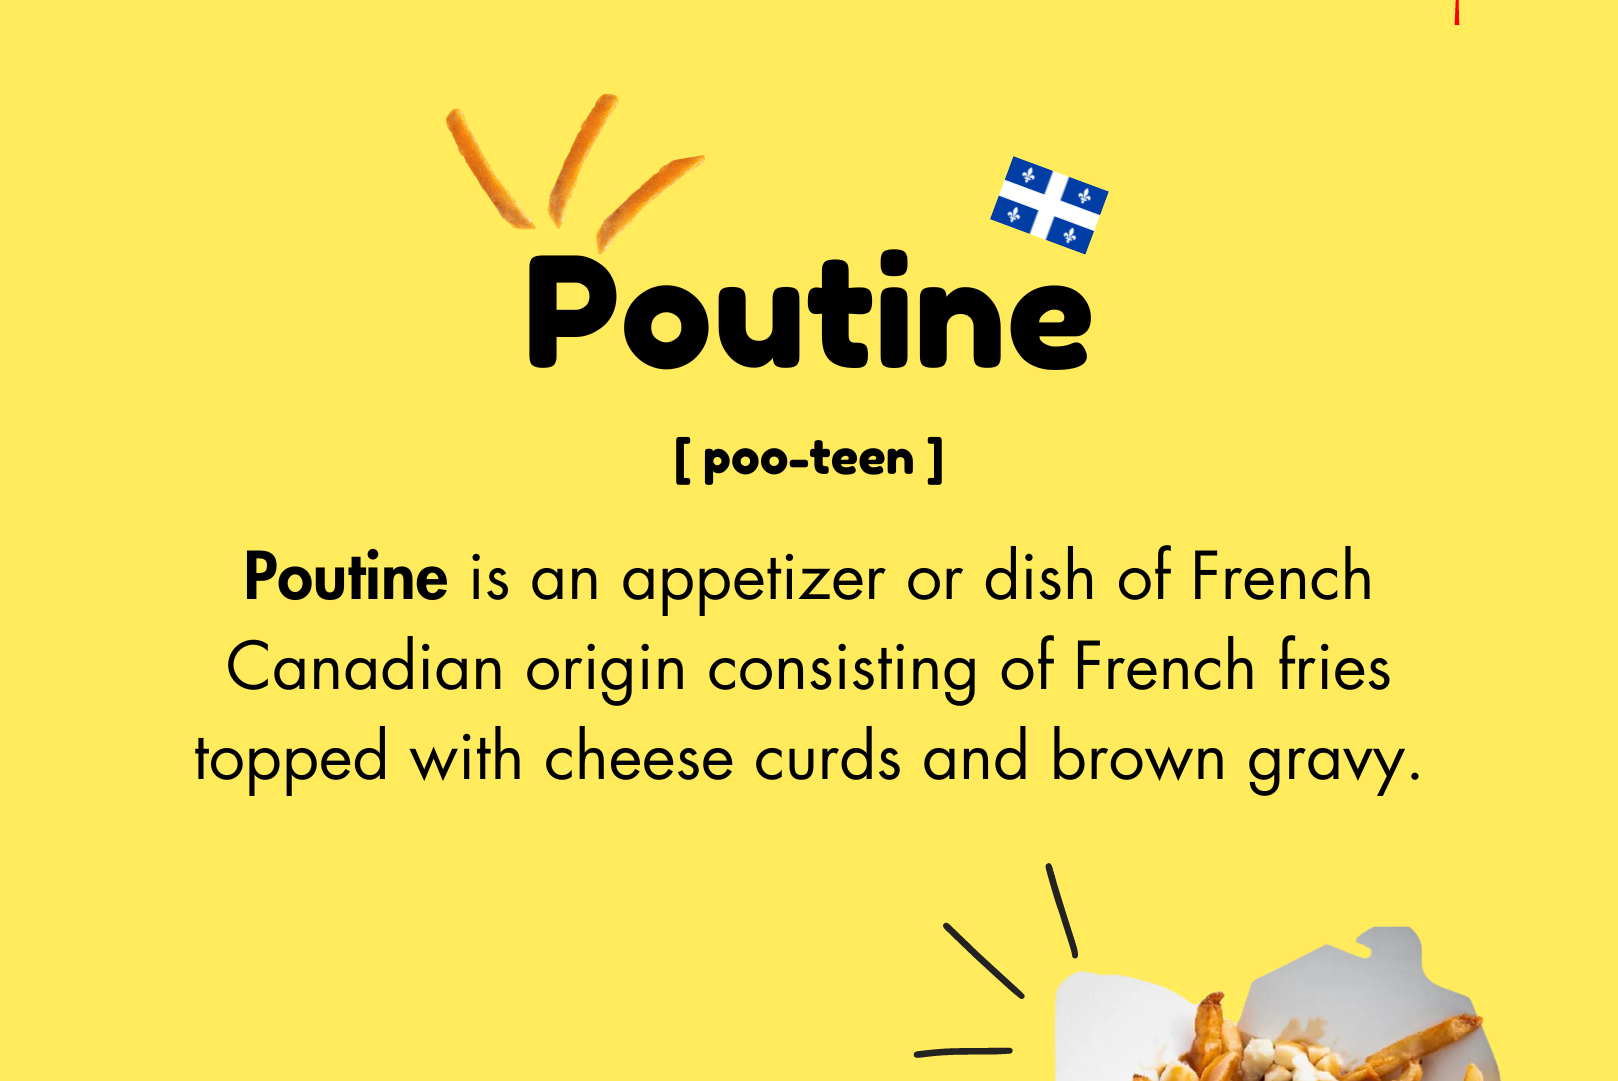 Poutine
[ poo-teen ]
Poutine is an appetizer or dish of French
Canadian origin consisting of French fries
topped with cheese curds and brown gravy.